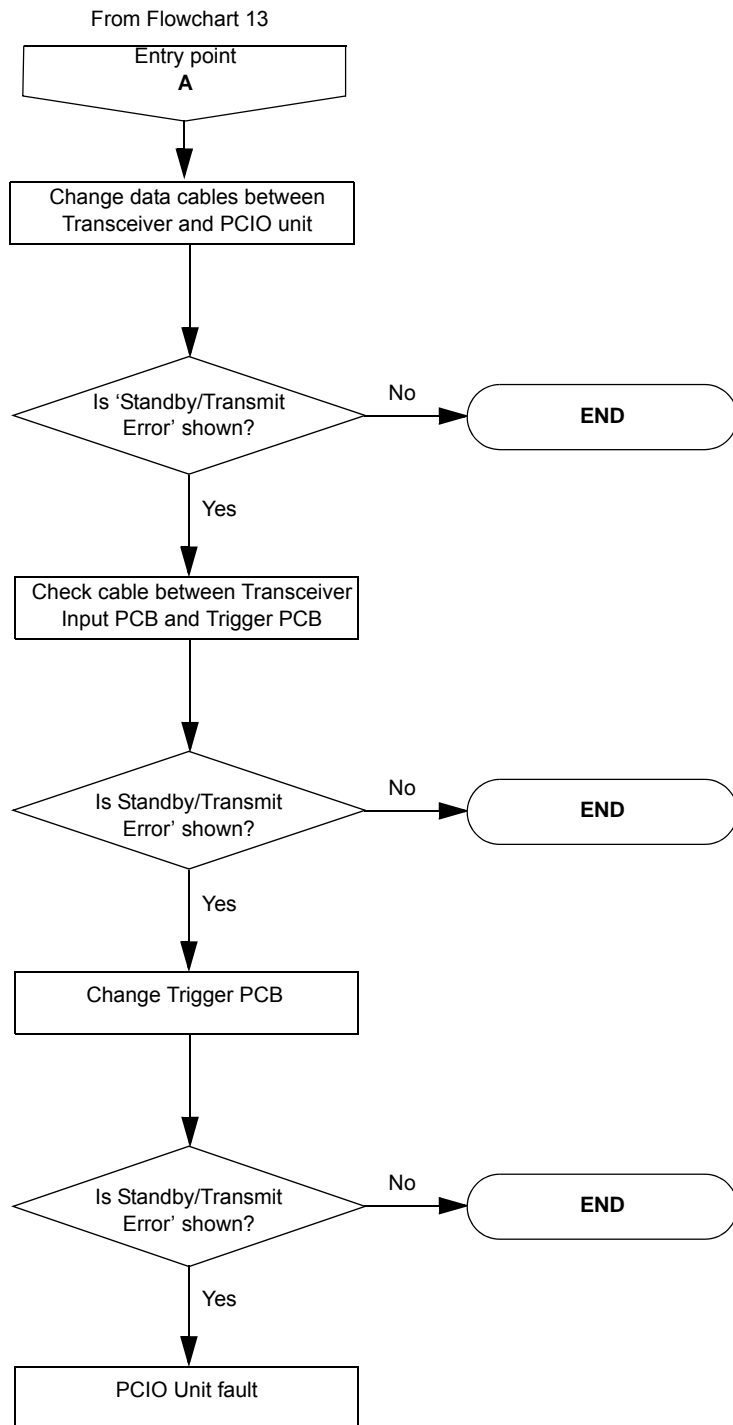 From Flowchart 13
Entry point
A
Change data cables between
Transceiver and PCIO unit
Is ‘Standby/Transmit
Error’ shown?
No
END
Yes
Check cable between Transceiver
Input PCB and Trigger PCB
Is Standby/Transmit
Error’ shown?
No
END
Yes
Change Trigger PCB
Is Standby/Transmit
Error’ shown?
No
END
Yes
PCIO Unit fault